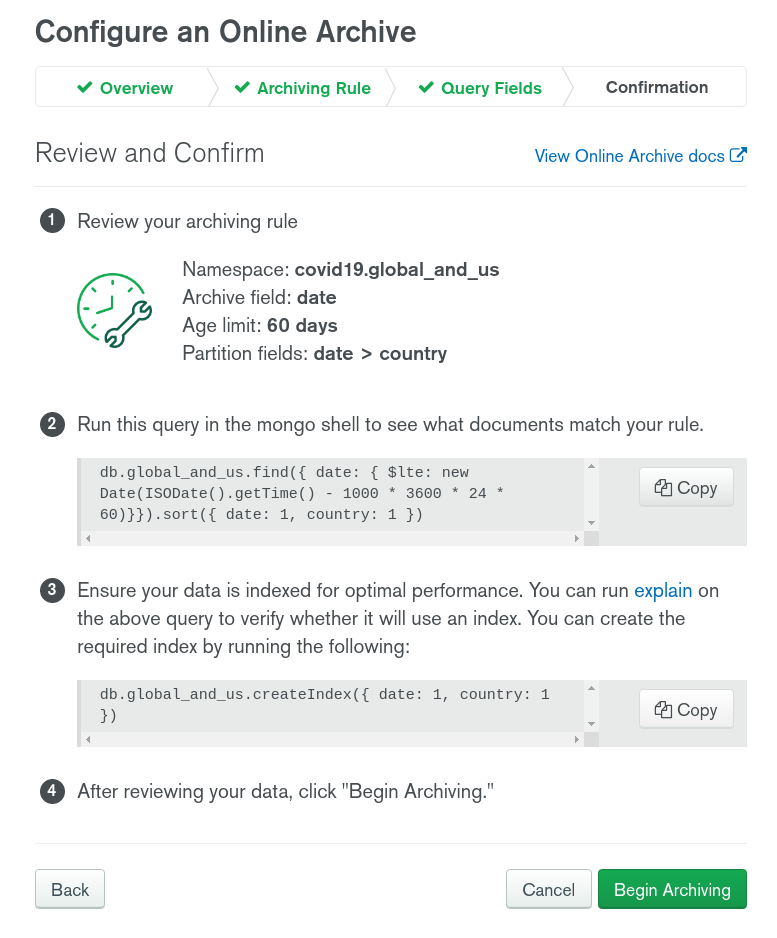 Configure an Online Archive
Overview
Archiving Rule
Query Fields
Confirmation
Review and Confirm
View Online Archive docs
1 Review your archiving rule
Namespace: covid19.global_and_us
Archive field: date
Age limit: 60 days
Partition fields: date > country
2 Run this query in the mongo shell to see what documents match your rule.
db.global_and_us.find({ date: { $lte: new
Date(ISODate().getTime() - 1000 * 3600 * 24 *
60)}}).sort({ date: 1, country: 1 })
Copy
3 Ensure your data is indexed for optimal performance. You can run explain on
the above query to verify whether it will use an index. You can create the
required index by running the following:
db.global_and_us.createIndex({ date: 1, country: 1
})
Copy
4 After reviewing your data, click "Begin Archiving."
Back
Cancel
Begin Archiving